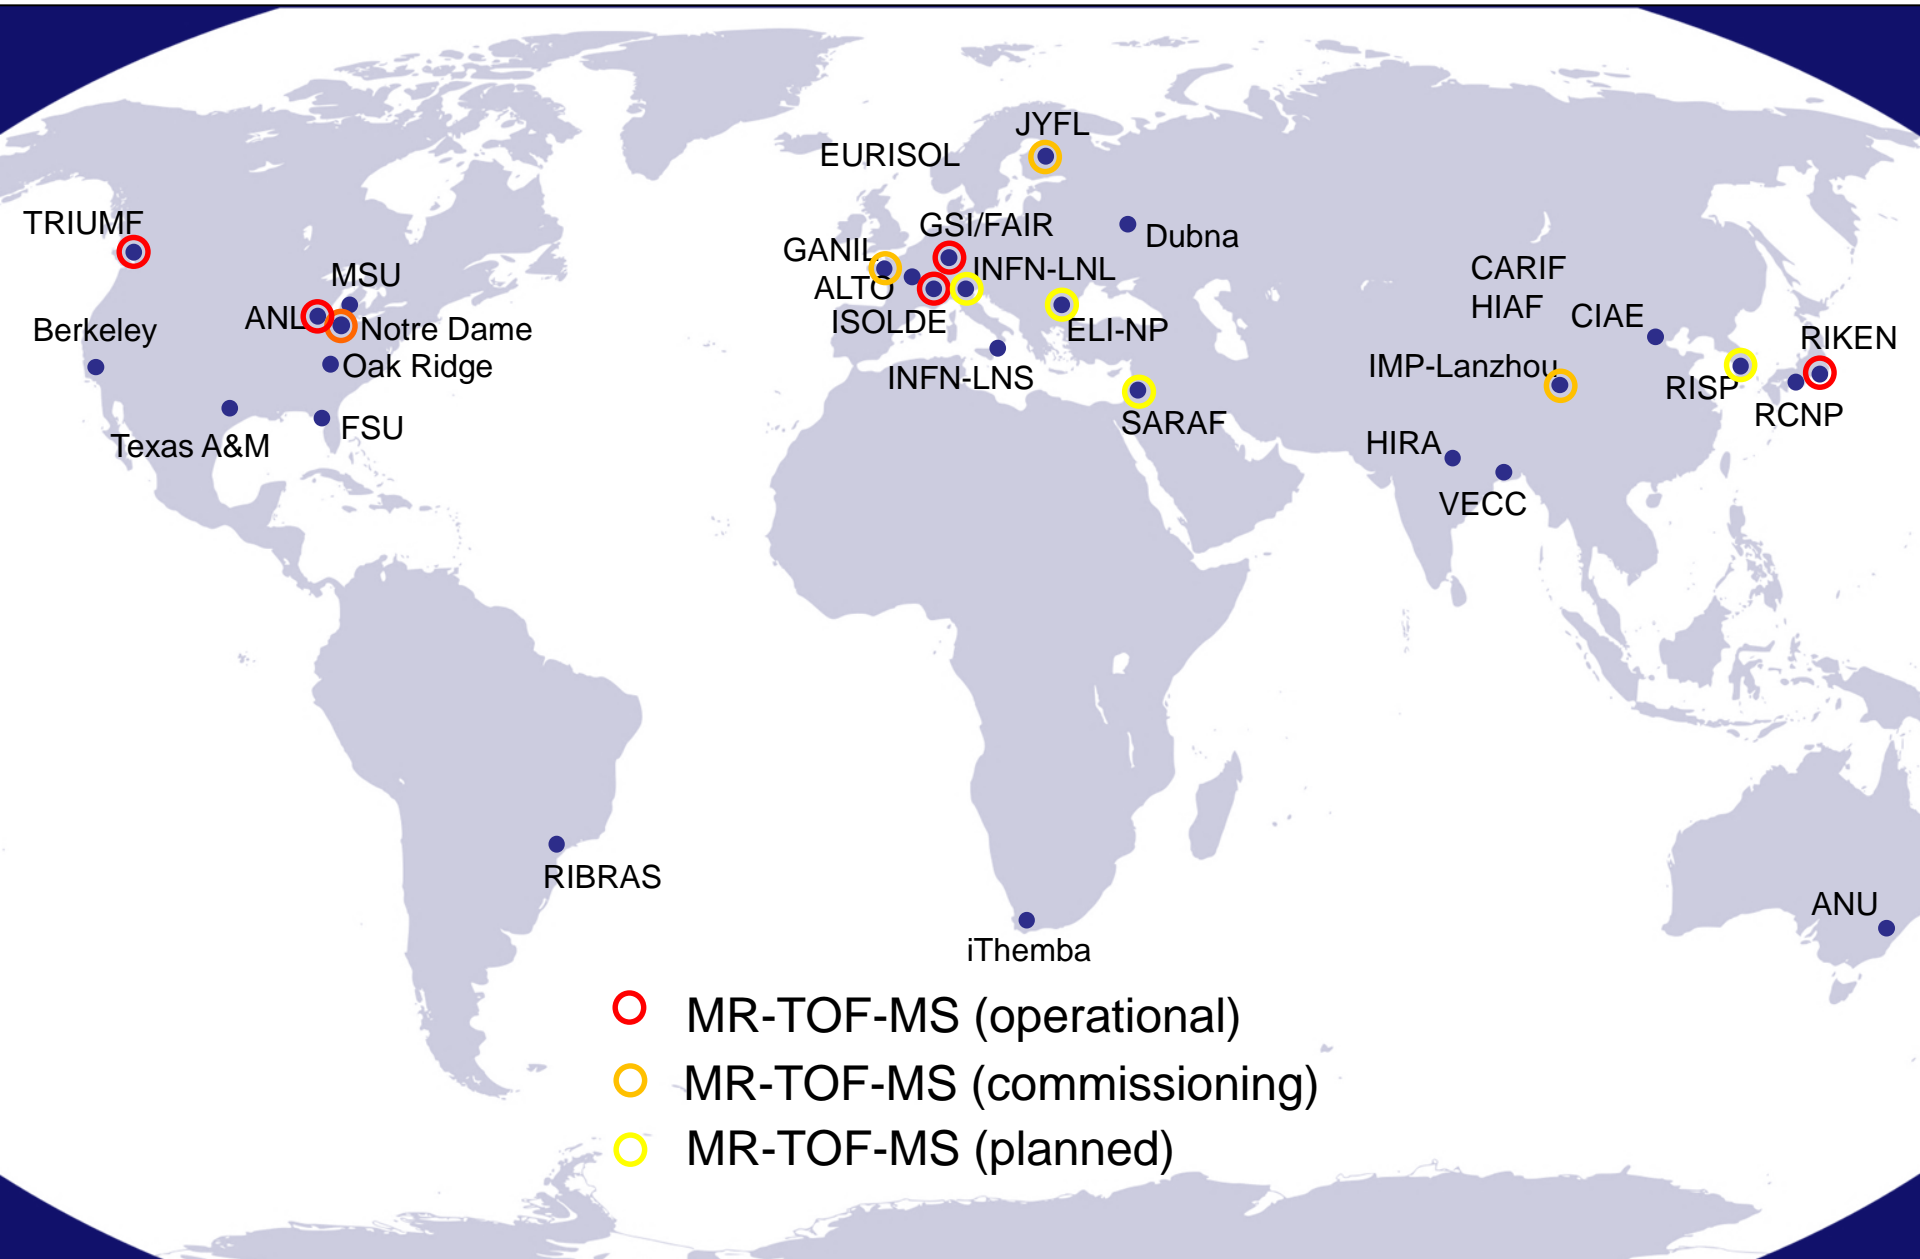 JYFL
EURISOL
TRIUMF
GSI/FAIR
Dubna
GANIL
INFN-LNL
MSU
ALTO
CARIF
HIAF
ANL
Notre Dame
ISOLDE
ELI-NP
CIAE
Berkeley
RIKEN
Oak Ridge
INFN-LNS
IMP-Lanzhou
RISP
RCNP
Texas A&M
FSU
SARAF
HIRA
VECC
RIBRAS
ANU
iThemba
MR-TOF-MS (operational)
MR-TOF-MS (commissioning)
MR-TOF-MS (planned)